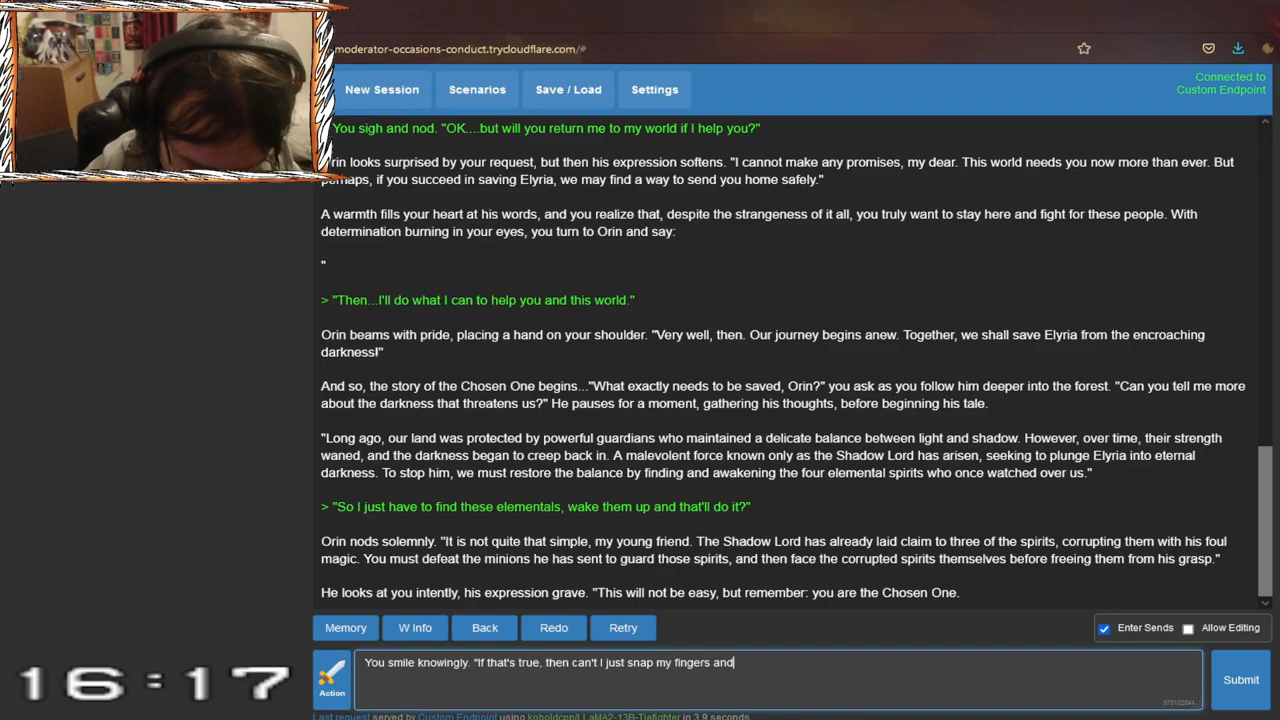 moderator-occasions-conduct.trycloudflare.com/#
New Session Scenarios Save / Load Settings
Connected to
Custom Endpoint
You sigh and nod. "OK....but will you return me to my world if I help you?"
Orin looks surprised by your request, but then his expression softens. "I cannot make any promises, my dear. This world needs you now more than ever. But
perhaps, if you succeed in saving Elyria, we may find a way to send you home safely."
A warmth fills your heart at his words, and you realize that, despite the strangeness of it all, you truly want to stay here and fight for these people. With
determination burning in your eyes, you turn to Orin and say:
"
> "Then...I'll do what I can to help you and this world."
Orin beams with pride, placing a hand on your shoulder. "Very well, then. Our journey begins anew. Together, we shall save Elyria from the encroaching
darkness!"
And so, the story of the Chosen One begins..."What exactly needs to be saved, Orin?" you ask as you follow him deeper into the forest. "Can you tell me more
about the darkness that threatens us?" He pauses for a moment, gathering his thoughts, before beginning his tale.
"Long ago, our land was protected by powerful guardians who maintained a delicate balance between light and shadow. However, over time, their strength
waned, and the darkness began to creep back in. A malevolent force known only as the Shadow Lord has arisen, seeking to plunge Elyria into eternal
darkness. To stop him, we must restore the balance by finding and awakening the four elemental spirits who once watched over us."
> "So I just have to find these elementals, wake them up and that'll do it?"
Orin nods solemnly. "It is not quite that simple, my young friend. The Shadow Lord has already laid claim to three of the spirits, corrupting them with his foul
magic. You must defeat the minions he has sent to guard those spirits, and then face the corrupted spirits themselves before freeing them from his grasp."
He looks at you intently, his expression grave. "This will not be easy, but remember: you are the Chosen One.
Memory W Info Back Redo Retry
Enter Sends Allow Editing
You smile knowingly. "If that's true, then can't I just snap my fingers and
Action
Submit
16:17
Last request served by Custom Endpoint using koboldcpp/LLaMA2-13B-Tiefighter in 3.9 seconds